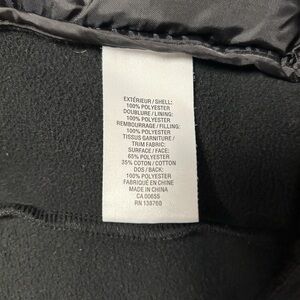 EXTÉRIEUR / SHELL:
100% POLYESTER
DOUBLURE / LINING:
100% POLYESTER
REMBOURRAGE / FILLING:
100% POLYESTER
TISSUS GARNITURE /
TRIM FABRIC:
SURFACE / FACE:
65% POLYESTER
35% COTON / COTTON
DOS / BACK:
100% POLYESTER
FABRIQUÉ EN CHINE
MADE IN CHINA
CA 00655
RN 138760